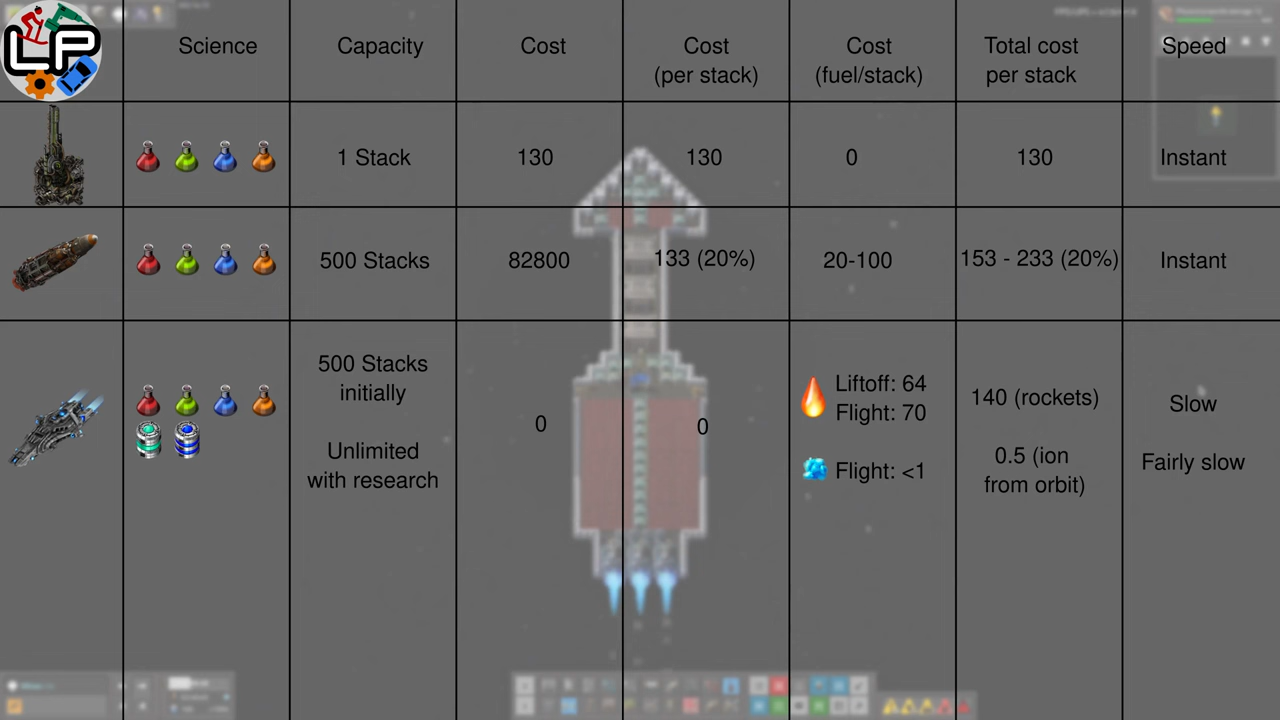 LP
Science
Capacity
Cost
Cost
(per stack)
Cost
(fuel/stack)
Total cost
per stack
Speed
1 Stack
130
130
0
130
Instant
500 Stacks
82800
133 (20%)
20-100
153 - 233 (20%)
Instant
500 Stacks
initially
Unlimited
with research
0
0
Liftoff: 64
Flight: 70
Flight: <1
140 (rockets)
0.5 (ion
from orbit)
Slow
Fairly slow